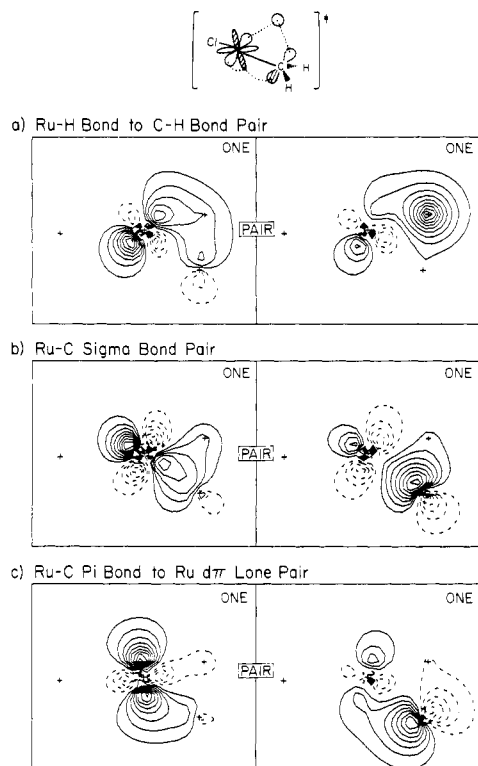 ‡
Cl C H
H
a) Ru-H Bond to C-H Bond Pair
ONE ONE
PAIR
b) Ru-C Sigma Bond Pair
ONE ONE
PAIR
c) Ru-C Pi Bond to Ru dπ Lone Pair
ONE ONE
PAIR